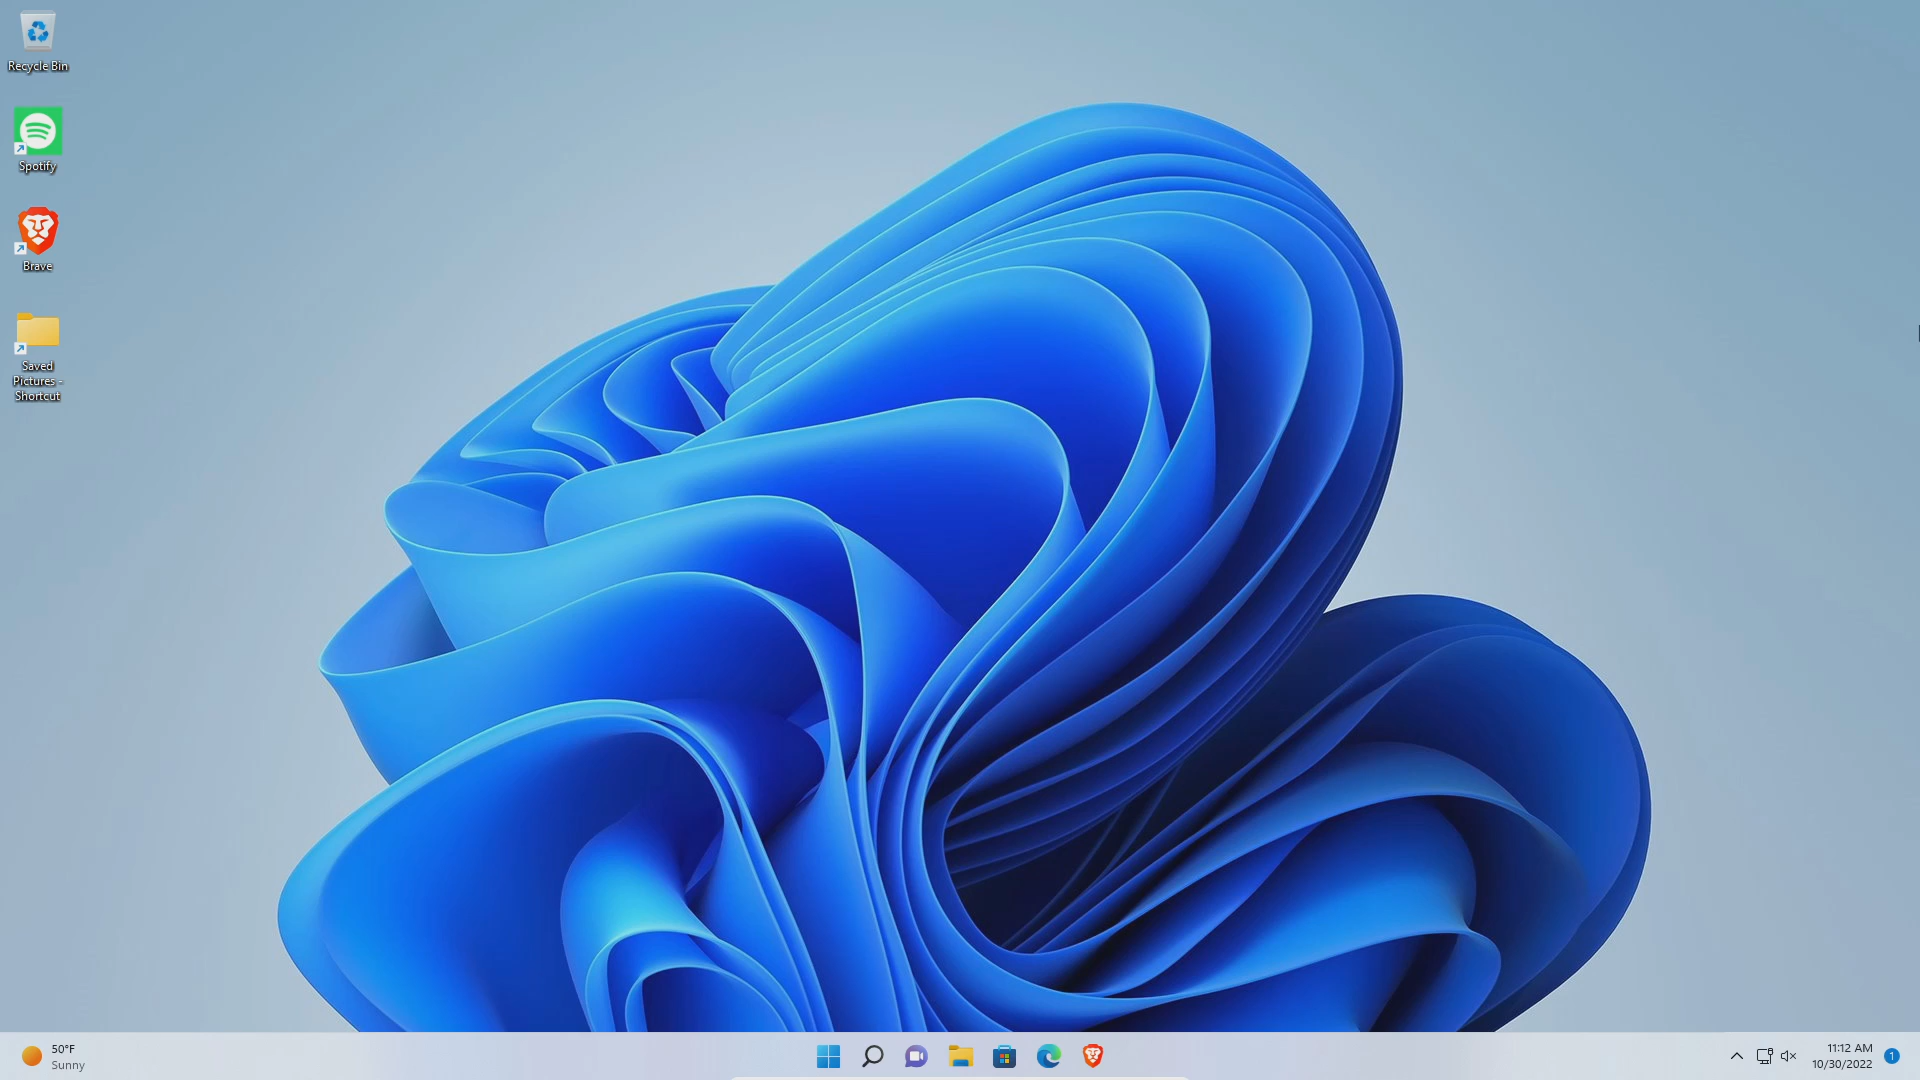 Recycle Bin
Spotify
Brave
Saved
Pictures -
Shortcut
50°F
Sunny
11:12 AM
10/30/2022
1